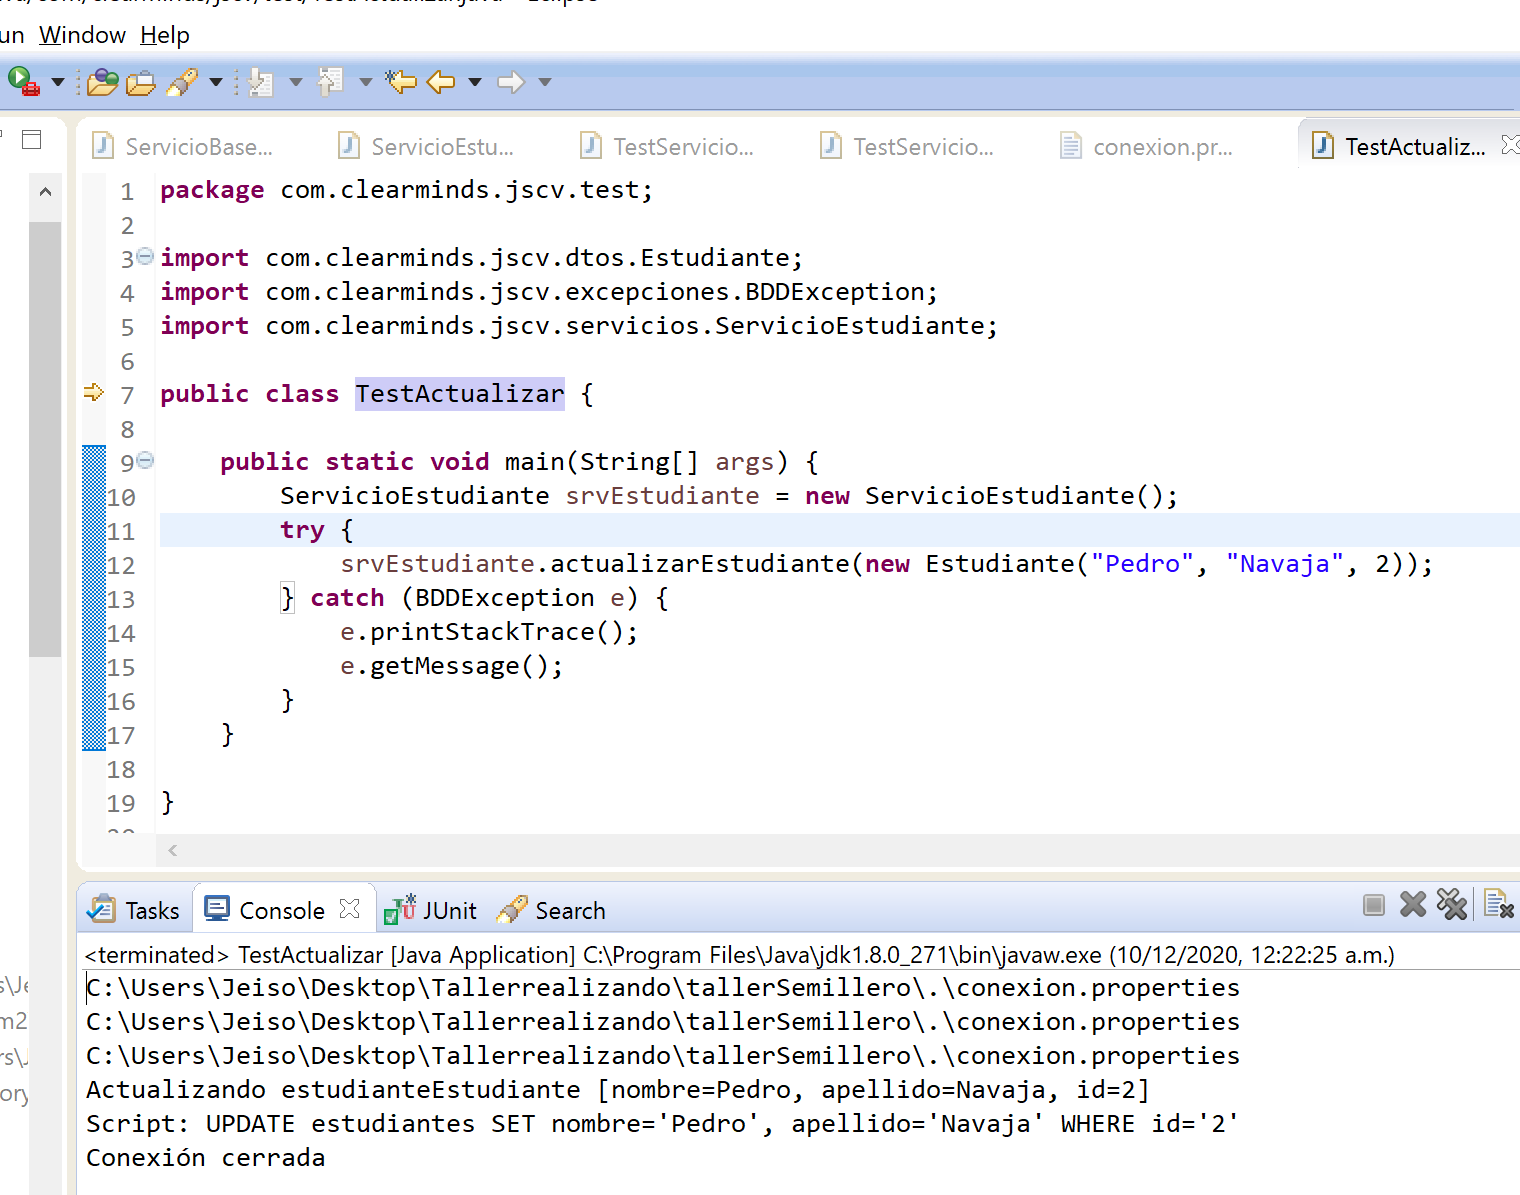 Window Help
ServicioBase... ServicioEstu... TestServicio... TestServicio... conexion.pr... TestActualiz...
1 package com.clearminds.jscv.test;
2
3 import com.clearminds.jscv.dtos.Estudiante;
4 import com.clearminds.jscv.excepciones.BDDException;
5 import com.clearminds.jscv.servicios.ServicioEstudiante;
6
7 public class TestActualizar {
8
9 public static void main(String[] args) {
10 ServicioEstudiante srvEstudiante = new ServicioEstudiante();
11 try {
12 srvEstudiante.actualizarEstudiante(new Estudiante("Pedro", "Navaja", 2));
13 } catch (BDDException e) {
14 e.printStackTrace();
15 e.getMessage();
16 }
17 }
18
19 }
Tasks Console JUnit Search
<terminated> TestActualizar [Java Application] C:\Program Files\Java\jdk1.8.0_271\bin\javaw.exe (10/12/2020, 12:22:25 a.m.)
C:\Users\Jeiso\Desktop\Tallerrealizando\tallerSemillero\.\conexion.properties
C:\Users\Jeiso\Desktop\Tallerrealizando\tallerSemillero\.\conexion.properties
C:\Users\Jeiso\Desktop\Tallerrealizando\tallerSemillero\.\conexion.properties
Actualizando estudianteEstudiante [nombre=Pedro, apellido=Navaja, id=2]
Script: UPDATE estudiantes SET nombre='Pedro', apellido='Navaja' WHERE id='2'
Conexión cerrada